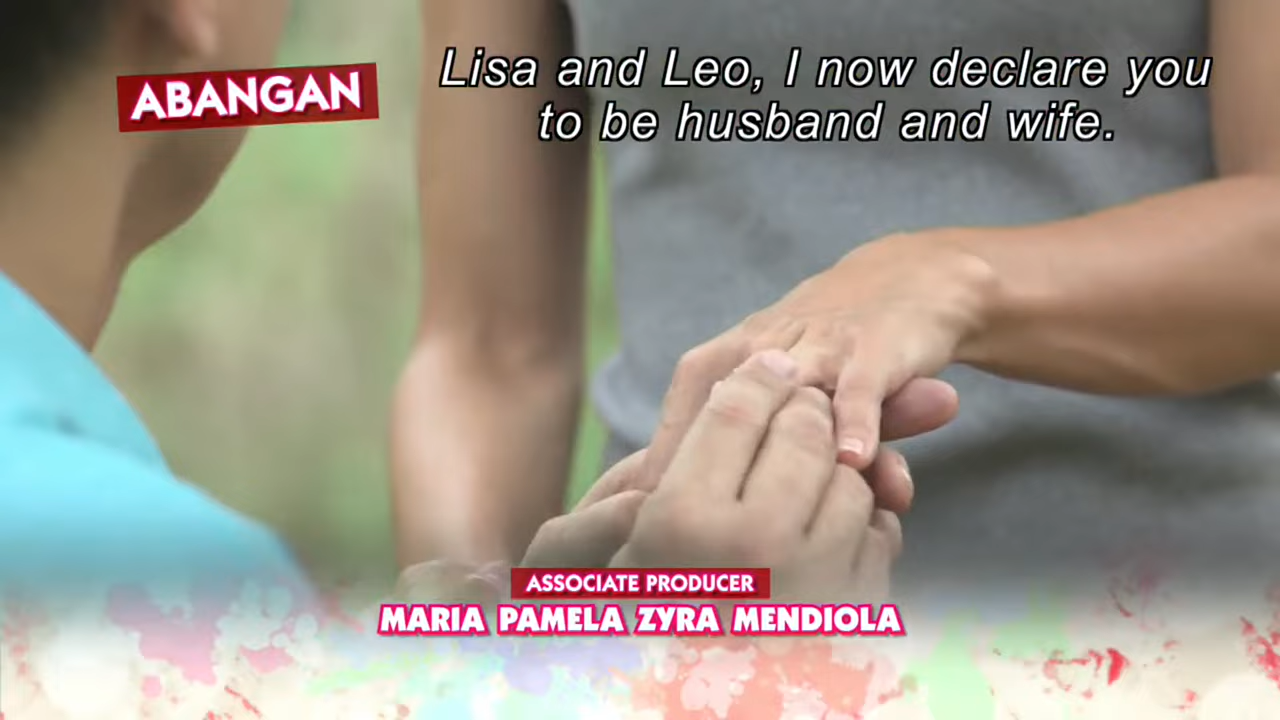 ABANGAN
Lisa and Leo, I now declare you
to be husband and wife.
ASSOCIATE PRODUCER
MARIA PAMELA ZYRA MENDIOLA